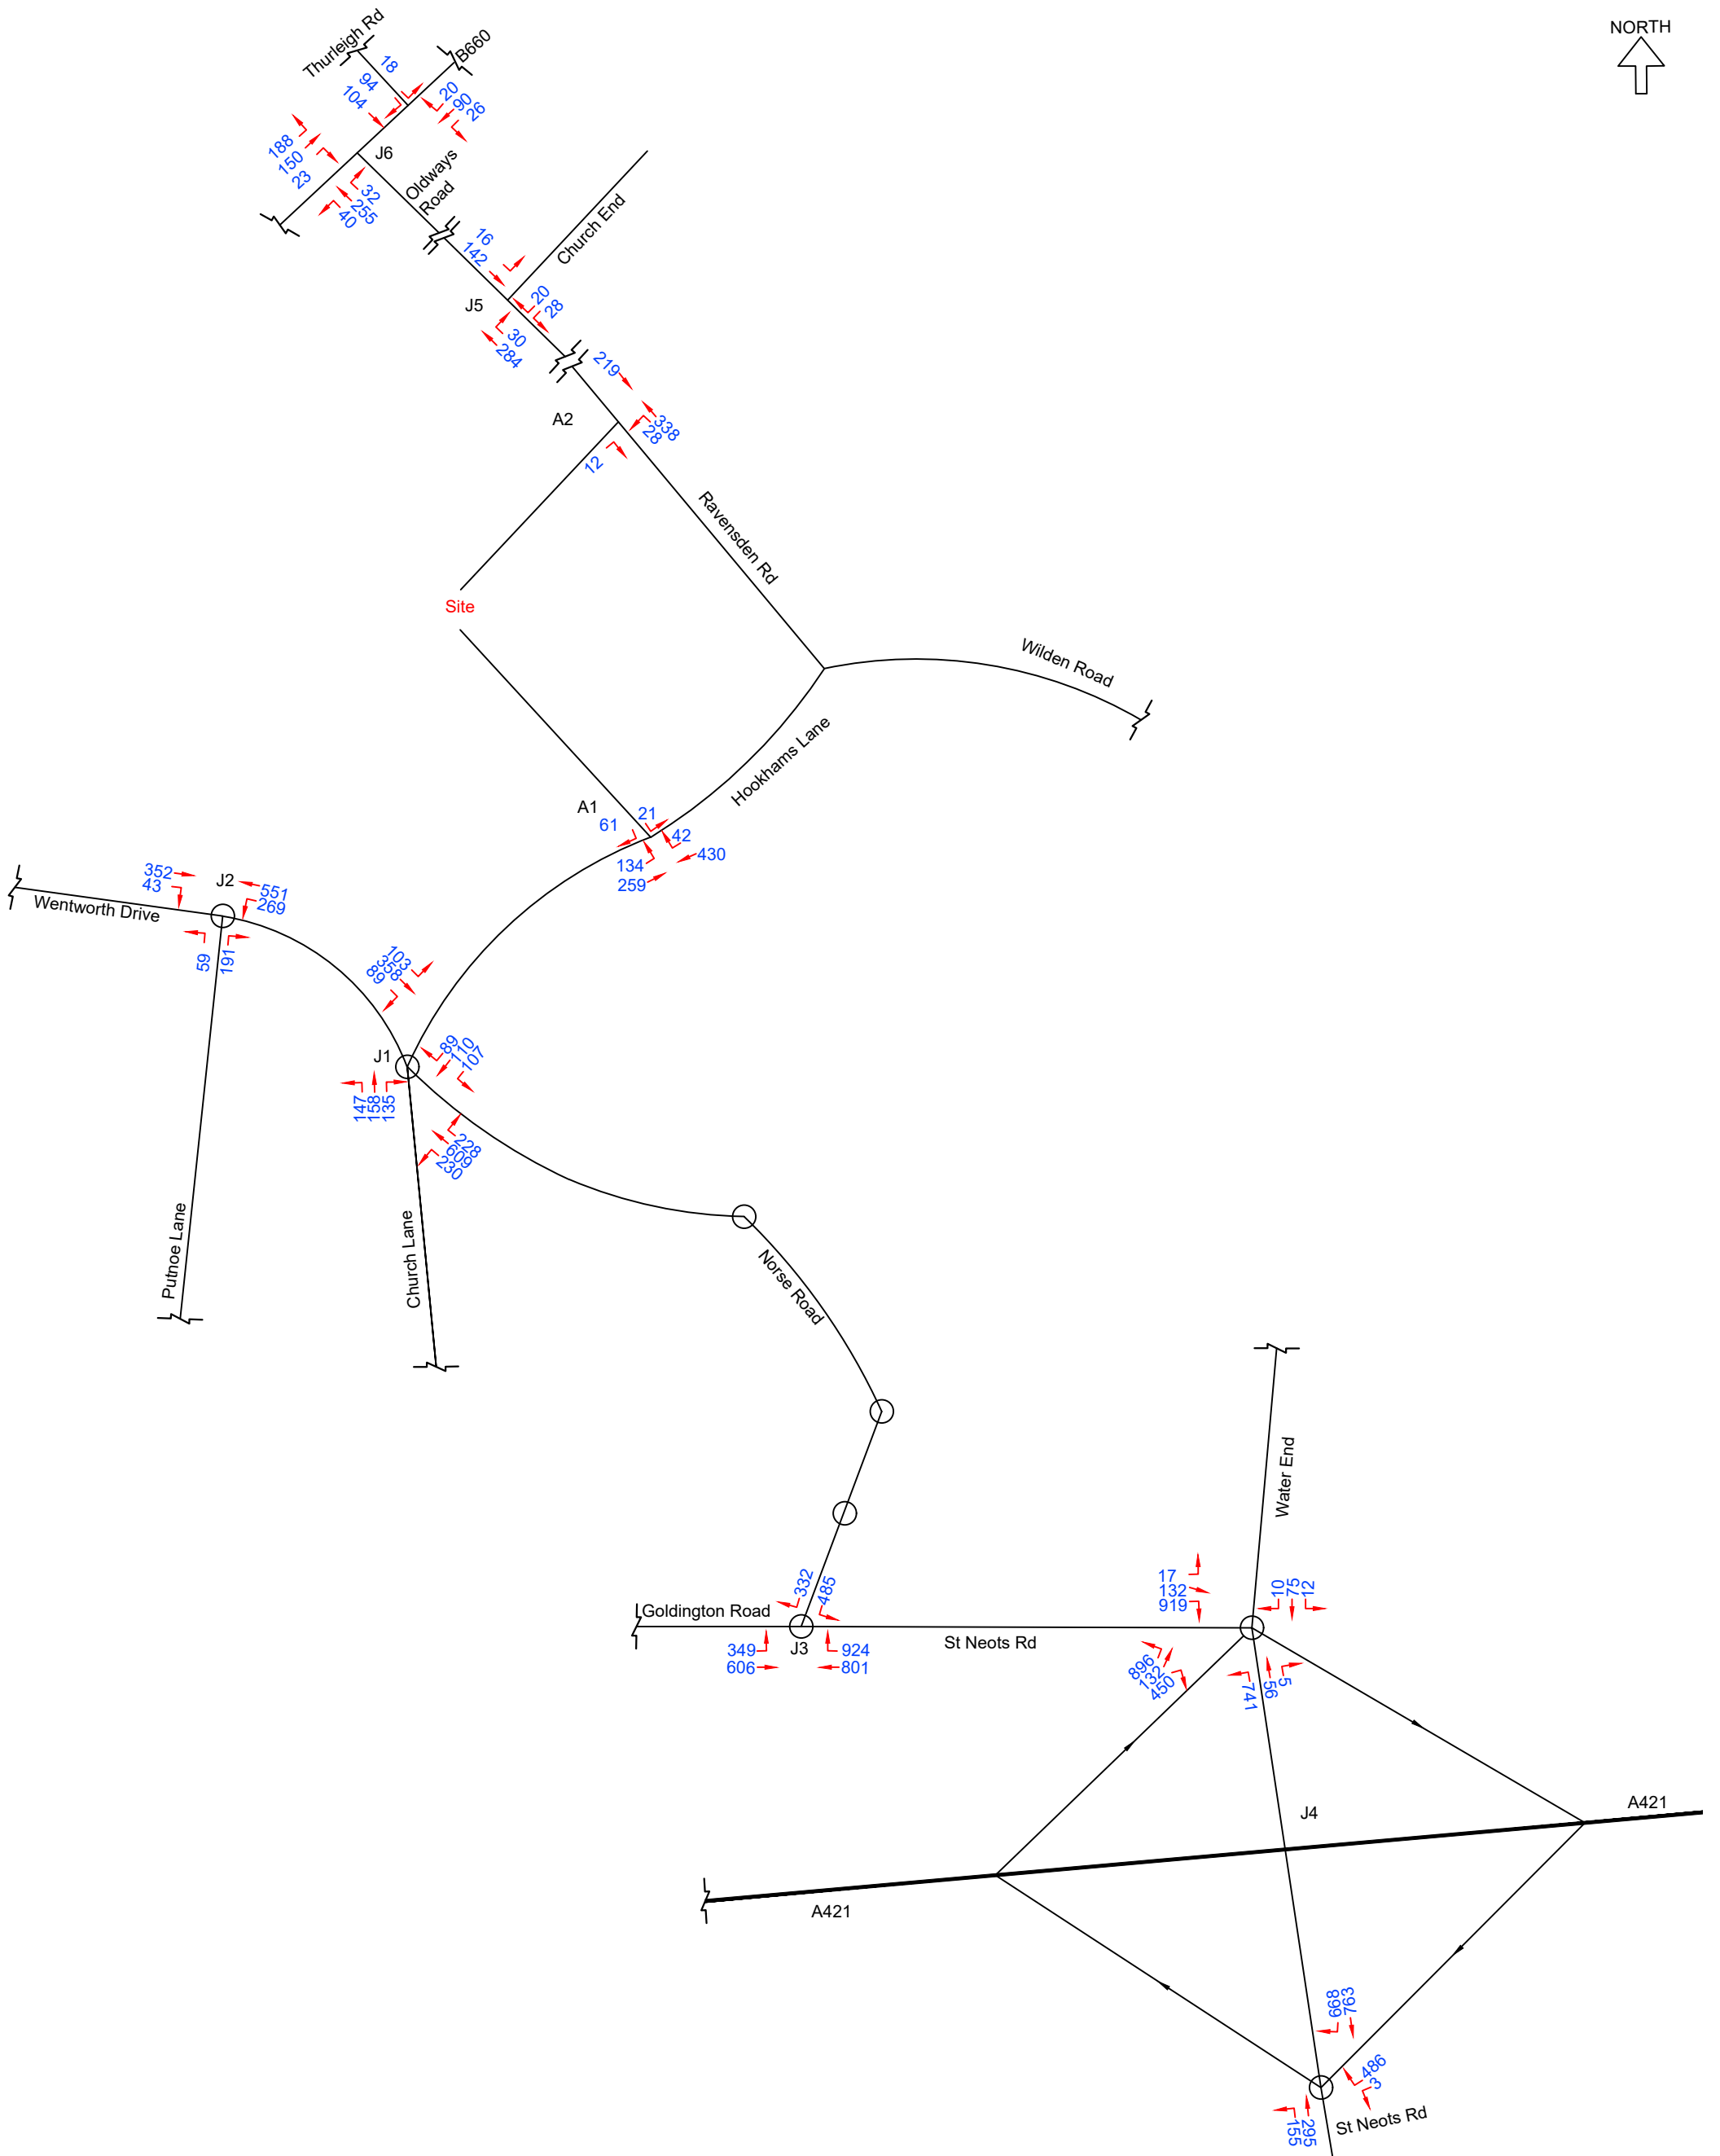 NORTH
Thurleigh Rd
B660
18
94
104
20
90
26
188
150
23
J6
32
255
40
Oldways
Road
Church End
16
142
J5
20
28
30
284
219
A2
338
28
12
Ravensden Rd
Site
Wilden Road
Hookhams Lane
A1
21
61
42
430
134
259
352
43
J2
551
269
Wentworth Drive
59
191
103
358
89
J1
89
110
107
147
158
135
228
609
230
Putnoe Lane
Church Lane
Norse Road
Water End
332
485
Goldington Road
J3
St Neots Rd
349
606
924
801
17
132
919
10
75
12
896
132
450
741
56
5
J4
A421
A421
668
763
486
3
155
295
St Neots Rd